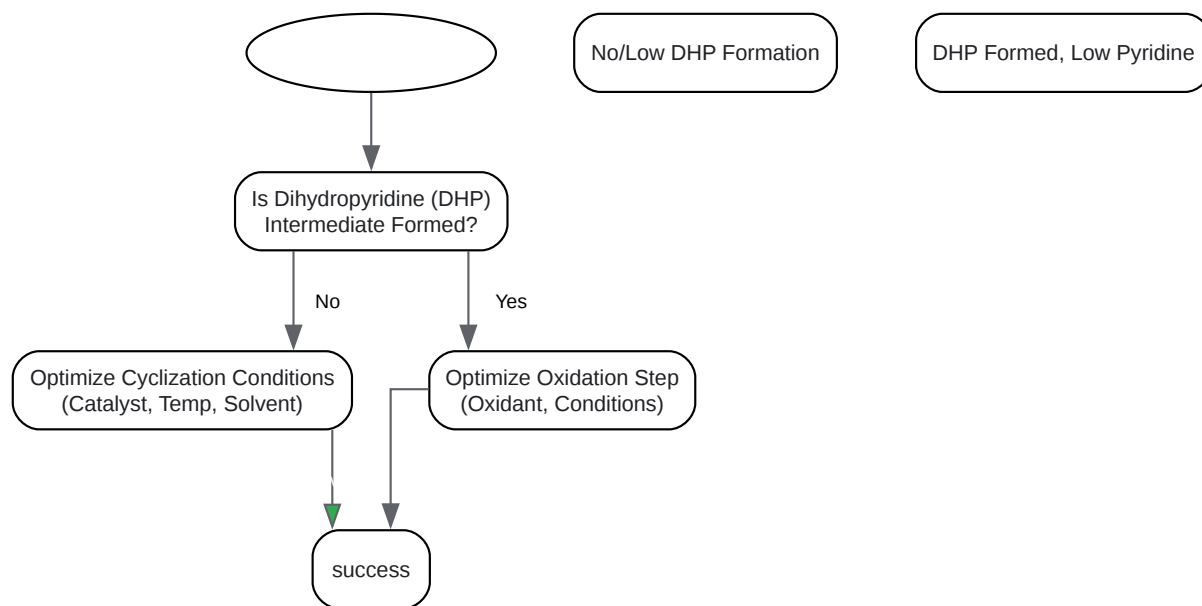 No/Low DHP Formation
DHP Formed, Low Pyridine
Is Dihydropyridine (DHP)
Intermediate Formed?
No
Yes
Optimize Cyclization Conditions
(Catalyst, Temp, Solvent)
Optimize Oxidation Step
(Oxidant, Conditions)
success